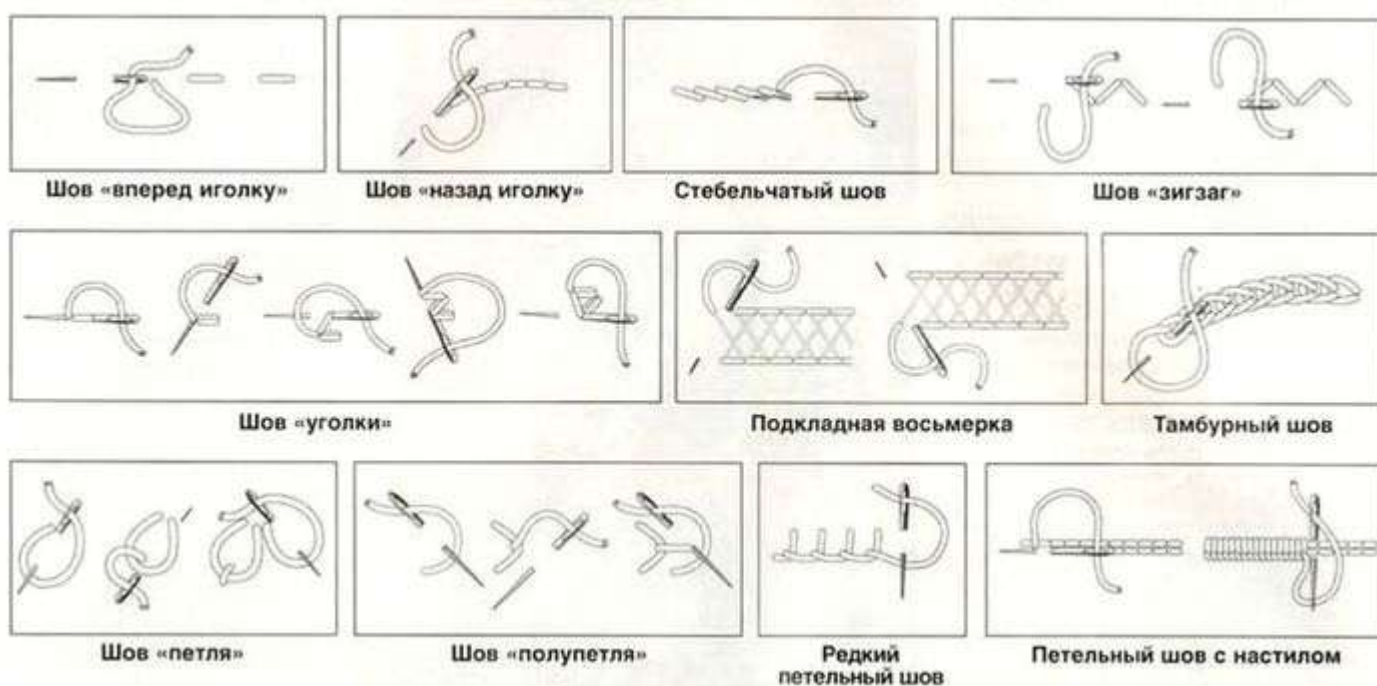 Шов «вперед иголку»
Шов «назад иголку»
Стебельчатый шов
Шов «зигзаг»
Шов «уголки»
Подкладная восьмерка
Тамбурный шов
Шов «петля»
Шов «полупетля»
Редкий
петельный шов
Петельный шов с настилом